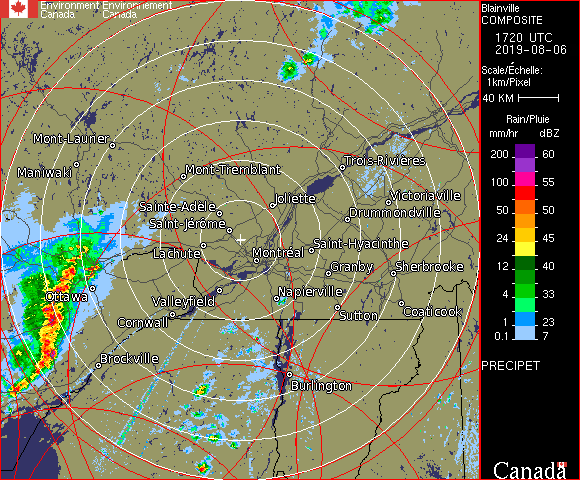 Environment Environnement
Canada Canada
Blainville
COMPOSITE
1720 UTC
2019-08-06
Scale/Échelle:
1km/Pixel
40 KM
Rain/Pluie
mm/hr dBZ
200 60
100 55
50 50
24 45
12 40
4 33
1 23
0.1 7
PRECIPET
Mont-Laurier
Maniwaki
Mont-Tremblant
Trois-Rivières
Joliette
Victoriaville
Sainte-Adèle
Drummondville
Saint-Jérôme
Saint-Hyacinthe
Lachute
Montréal
Granby
Sherbrooke
Ottawa
Valleyfield
Napierville
Cornwall
Sutton
Coaticook
Brockville
Burlington
Canada